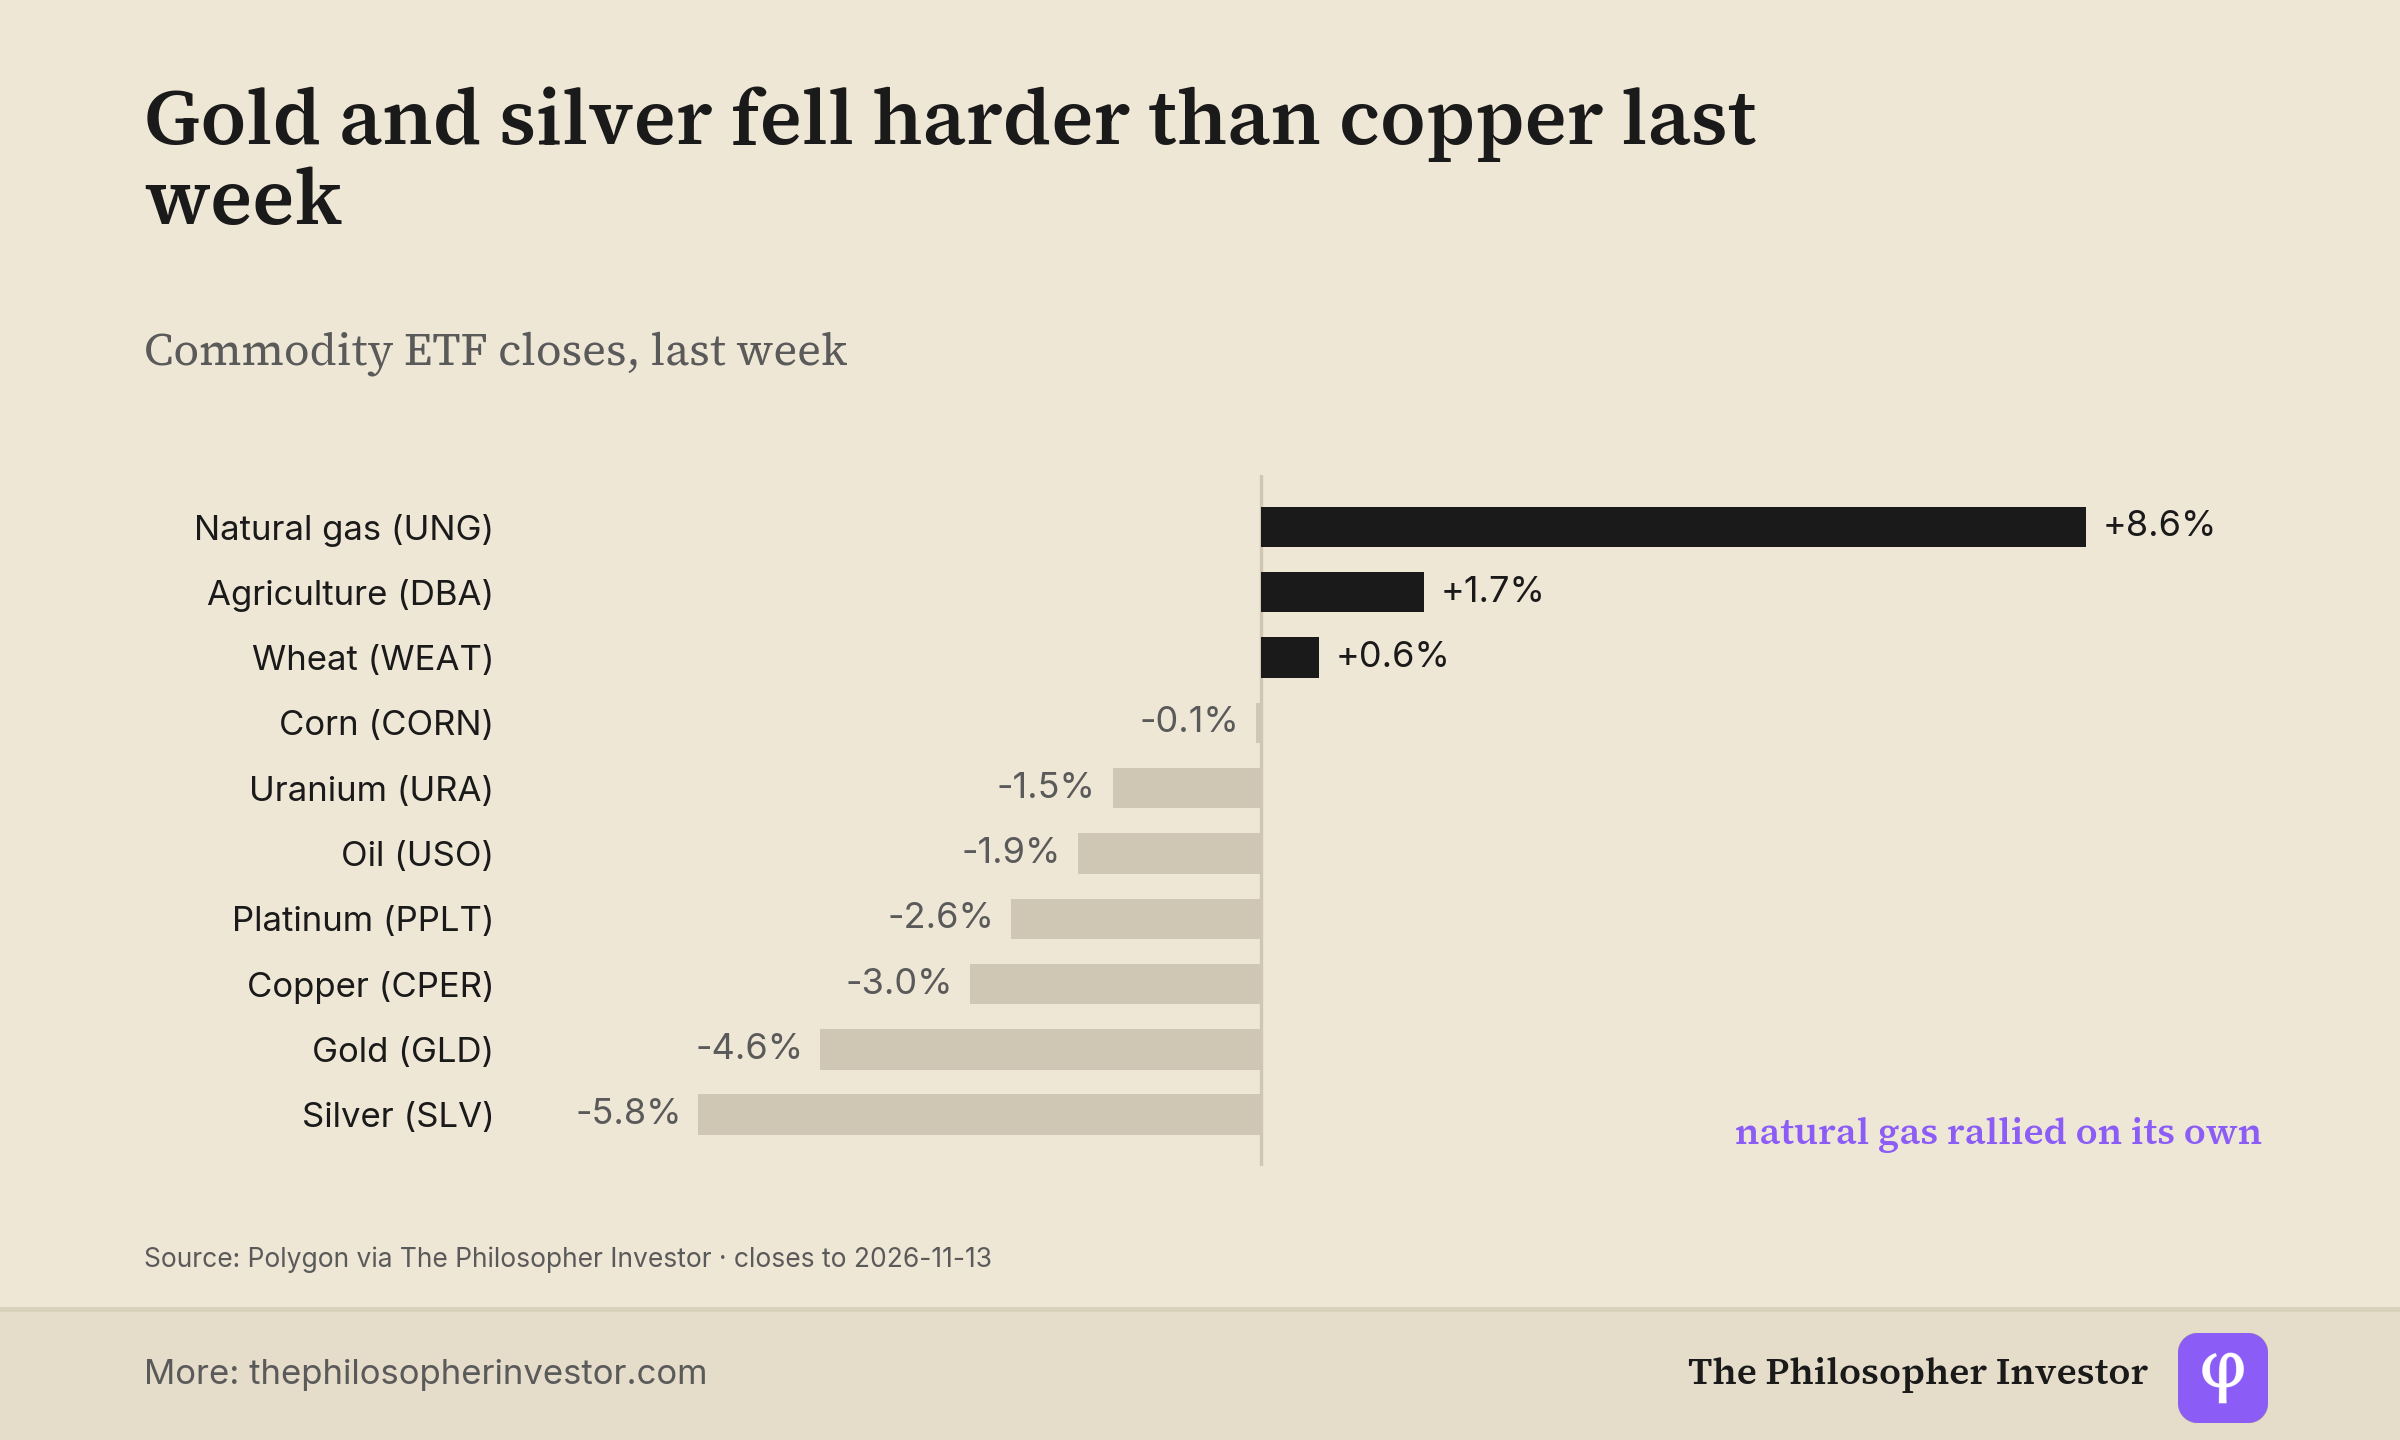 Gold and silver fell harder than copper last
week
Commodity ETF closes, last week
Natural gas (UNG) +8.6%
Agriculture (DBA) +1.7%
Wheat (WEAT) +0.6%
Corn (CORN) -0.1%
Uranium (URA) -1.5%
Oil (USO) -1.9%
Platinum (PPLT) -2.6%
Copper (CPER) -3.0%
Gold (GLD) -4.6%
Silver (SLV) -5.8%
natural gas rallied on its own
Source: Polygon via The Philosopher Investor · closes to 2026-11-13
More: thephilosopherinvestor.com
The Philosopher Investor φ